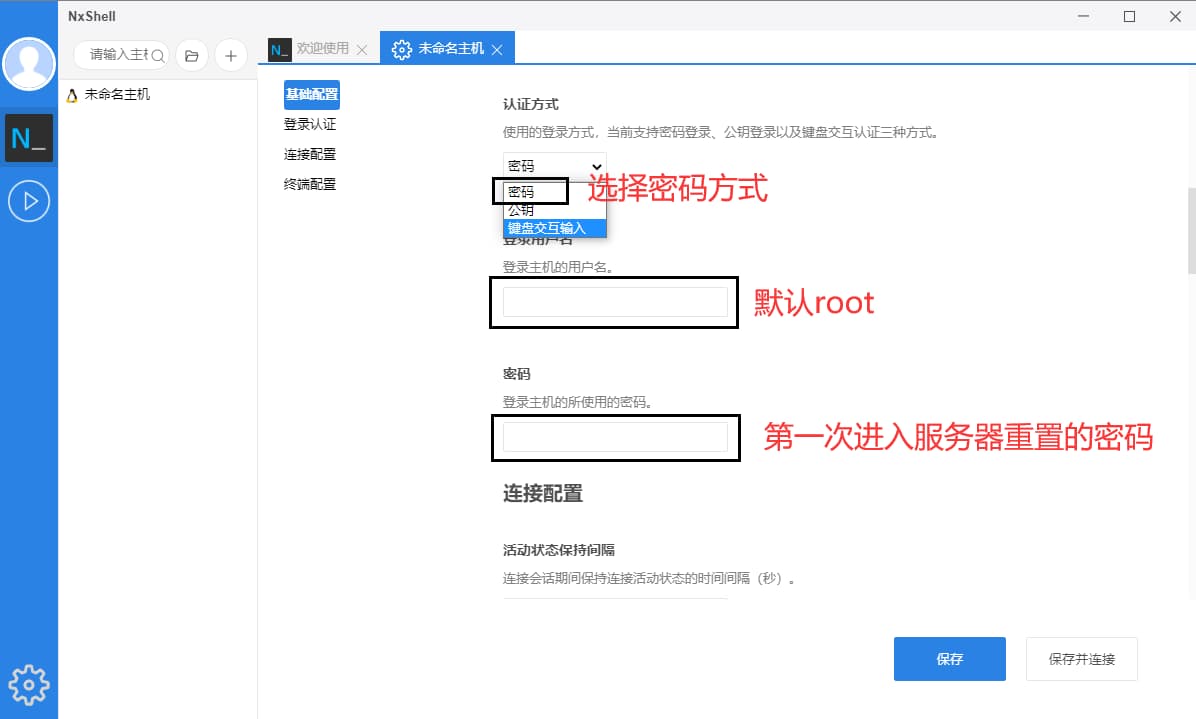 NxShell
请输入主机
N_ 欢迎使用
未命名主机
未命名主机
N_
基础配置
登录认证
连接配置
终端配置
认证方式
使用的登录方式，当前支持密码登录、公钥登录以及键盘交互认证三种方式。
密码
密码
选择密码方式
公钥
键盘交互输入
登录用户名
登录主机的用户名。
默认root
密码
登录主机的所使用的密码。
第一次进入服务器重置的密码
连接配置
活动状态保持间隔
连接会话期间保持连接活动状态的时间间隔（秒）。
保存
保存并连接